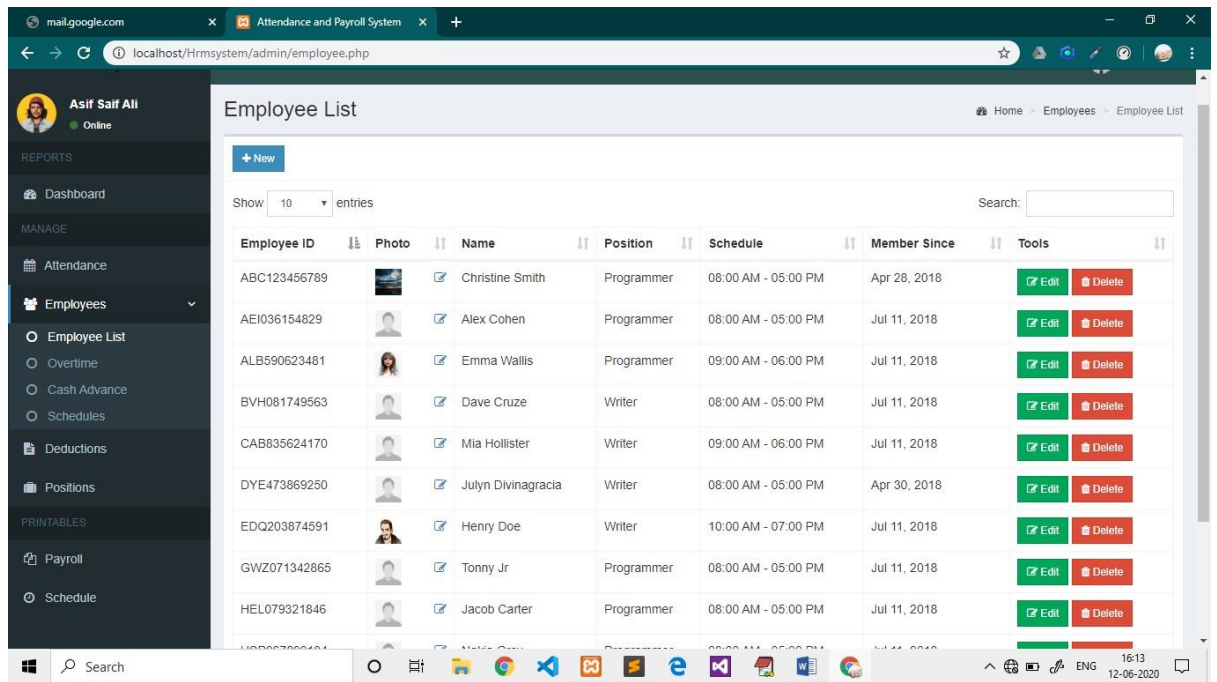 mail.google.com
Attendance and Payroll System
localhost/Hrmsystem/admin/employee.php
Asif Saif Ali
Online
REPORTS
Dashboard
MANAGE
Attendance
Employees
Employee List
Overtime
Cash Advance
Schedules
Deductions
Positions
PRINTABLES
Payroll
Schedule
Employee List
Home > Employees > Employee List
+ New
Show 10 entries
Search:
Employee ID Photo Name Position Schedule Member Since Tools
ABC123456789 Christine Smith Programmer 08:00 AM - 05:00 PM Apr 28, 2018 Edit Delete
AEI036154829 Alex Cohen Programmer 08:00 AM - 05:00 PM Jul 11, 2018 Edit Delete
ALB590623481 Emma Wallis Programmer 09:00 AM - 06:00 PM Jul 11, 2018 Edit Delete
BVH081749563 Dave Cruze Writer 08:00 AM - 05:00 PM Jul 11, 2018 Edit Delete
CAB835624170 Mia Hollister Writer 09:00 AM - 06:00 PM Jul 11, 2018 Edit Delete
DYE473869250 Julyn Divinagracia Writer 08:00 AM - 05:00 PM Apr 30, 2018 Edit Delete
EDQ203874591 Henry Doe Writer 10:00 AM - 07:00 PM Jul 11, 2018 Edit Delete
GWZ071342865 Tonny Jr Programmer 08:00 AM - 05:00 PM Jul 11, 2018 Edit Delete
HEL079321846 Jacob Carter Programmer 08:00 AM - 05:00 PM Jul 11, 2018 Edit Delete
Search
ENG
16:13
12-06-2020